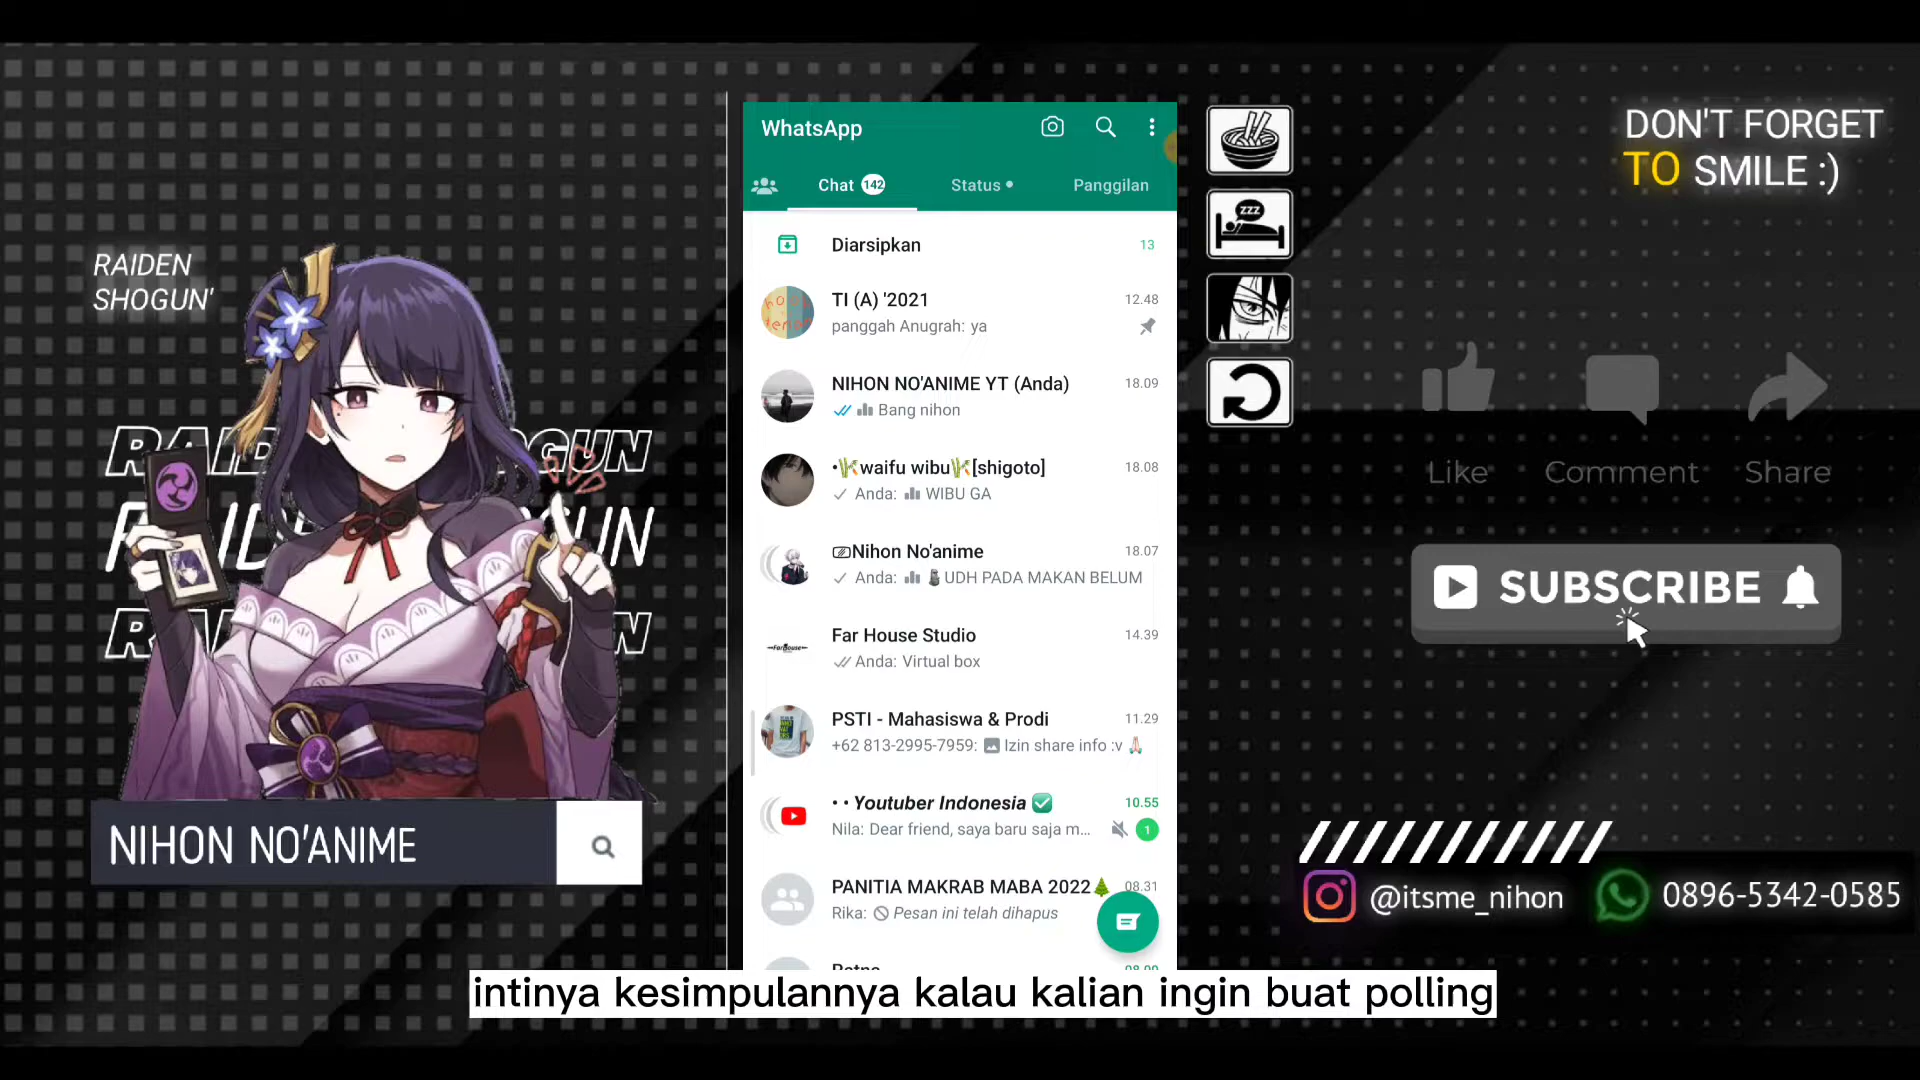 DON'T FORGET
TO SMILE :)
RAIDEN
SHOGUN'
NIHON NO'ANIME
WhatsApp
Chat 142
Status
Panggilan
Diarsipkan 13
TI (A) '2021 12.48
panggah Anugrah: ya
NIHON NO'ANIME YT (Anda) 18.09
Bang nihon
•🎋waifu wibu🎋[shigoto] 18.08
Anda: WIBU GA
Nihon No'anime 18.07
Anda: UDH PADA MAKAN BELUM
Far House Studio 14.39
Anda: Virtual box
PSTI - Mahasiswa & Prodi 11.29
+62 813-2995-7959: Izin share info :v 🙏🏻
• • Youtuber Indonesia ✅ 10.55
Nila: Dear friend, saya baru saja m... 1
PANITIA MAKRAB MABA 2022🌲 08.31
Rika: Pesan ini telah dihapus
zzz
Like
Comment
Share
SUBSCRIBE
@itsme_nihon
0896-5342-0585
intinya kesimpulannya kalau kalian ingin buat polling